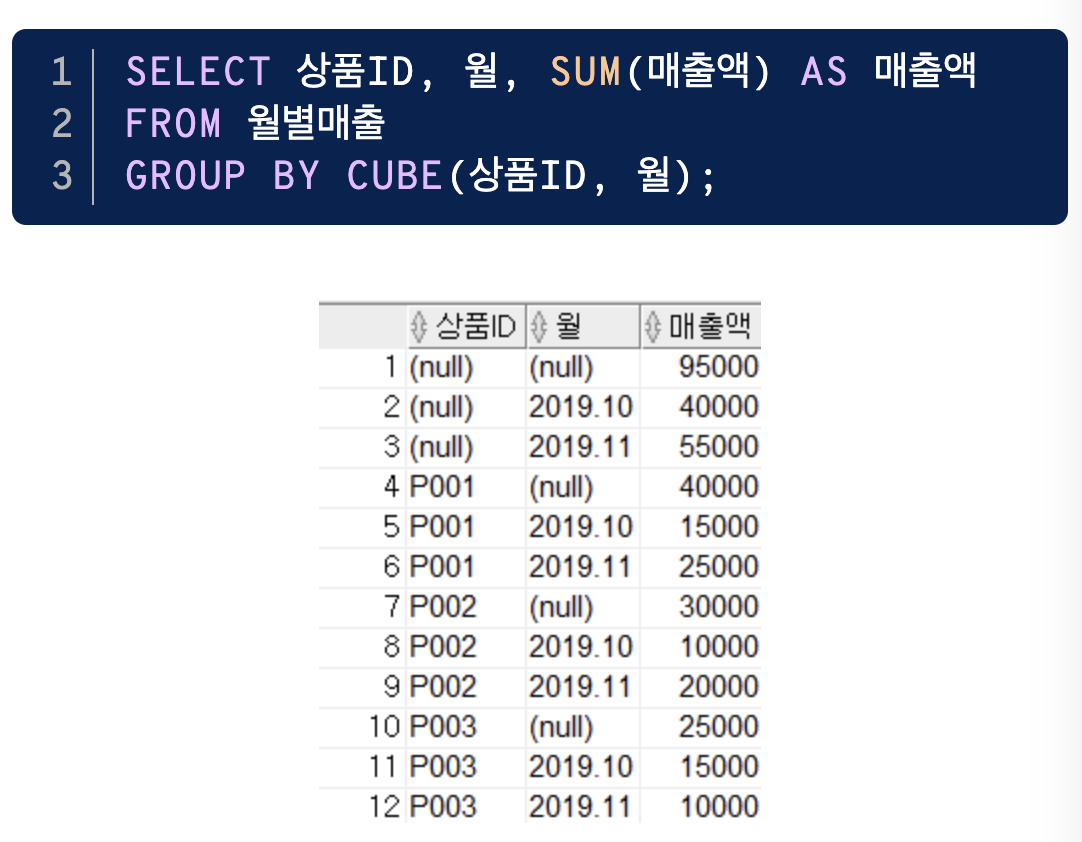 1 SELECT 상품ID, 월, SUM(매출액) AS 매출액
2 FROM 월별매출
3 GROUP BY CUBE(상품ID, 월);
상품ID 월 매출액
1 (null) (null) 95000
2 (null) 2019.10 40000
3 (null) 2019.11 55000
4 P001 (null) 40000
5 P001 2019.10 15000
6 P001 2019.11 25000
7 P002 (null) 30000
8 P002 2019.10 10000
9 P002 2019.11 20000
10 P003 (null) 25000
11 P003 2019.10 15000
12 P003 2019.11 10000